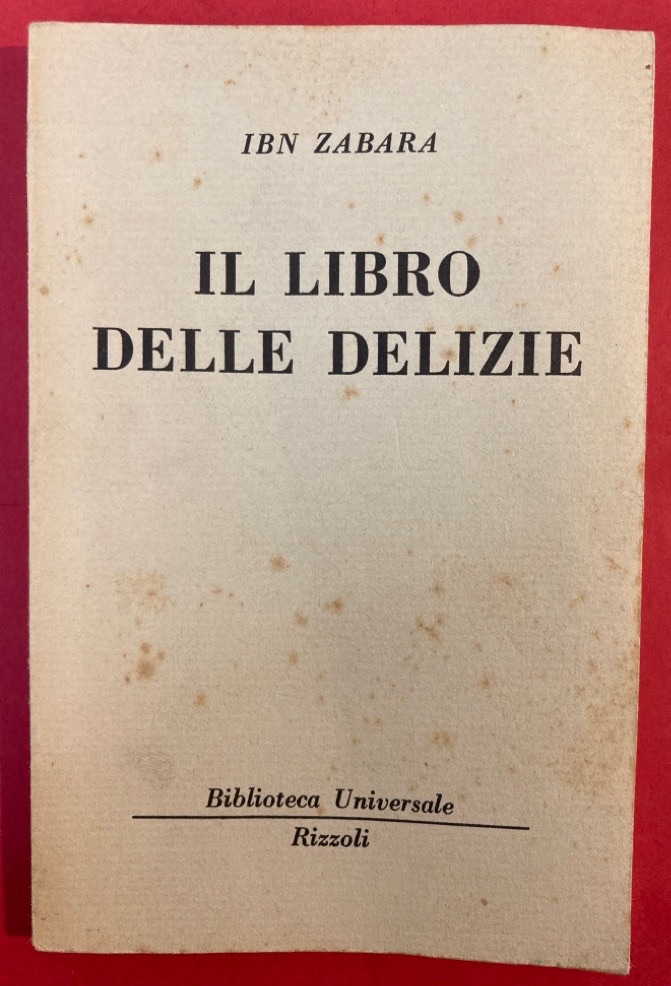 IBN ZABARA
IL LIBRO
DELLE DELIZIE
Biblioteca Universale
Rizzoli